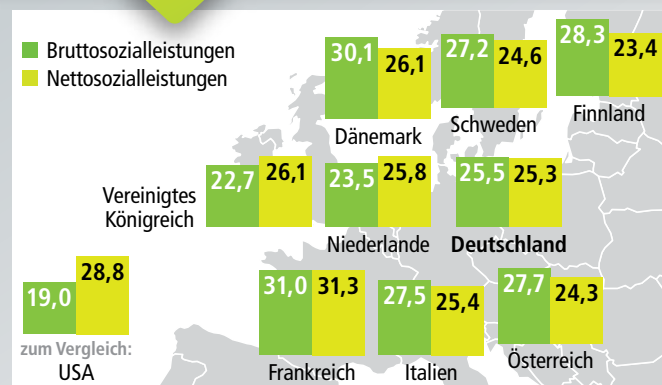 Bruttosozialleistungen
Nettosozialleistungen
30,1
26,1
Dänemark
27,2
24,6
Schweden
28,3
23,4
Finnland
Vereinigtes
Königreich
22,7
26,1
23,5
25,8
Niederlande
25,5
25,3
Deutschland
19,0
28,8
zum Vergleich:
USA
31,0
31,3
Frankreich
27,5
25,4
Italien
27,7
24,3
Österreich